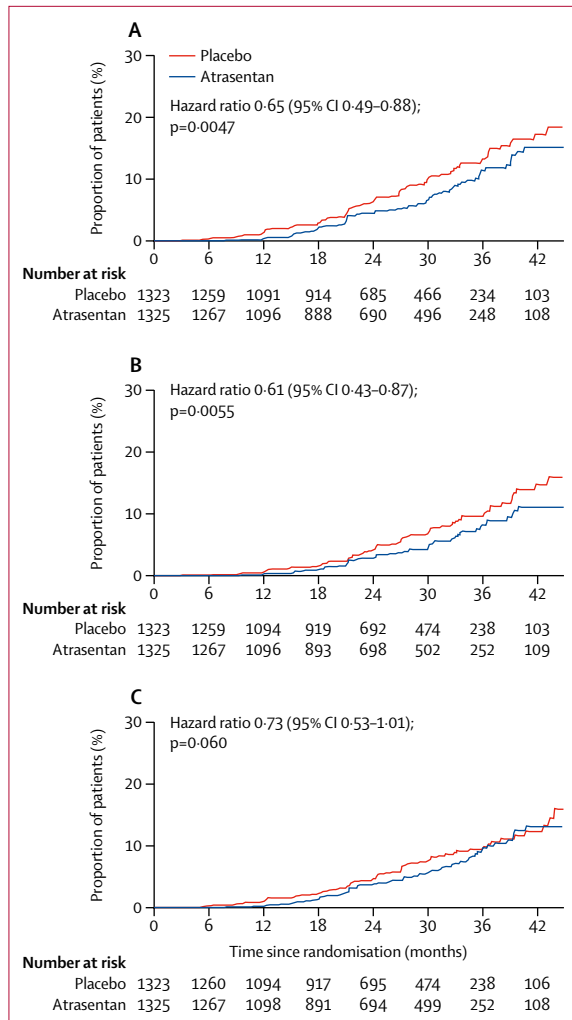 A
30
Placebo
Atrasentan
Hazard ratio 0·65 (95% CI 0·49–0·88);
p=0·0047
20
10
0
Proportion of patients (%)
0 6 12 18 24 30 36 42
Number at risk
Placebo 1323 1259 1091 914 685 466 234 103
Atrasentan 1325 1267 1096 888 690 496 248 108
B
30
Hazard ratio 0·61 (95% CI 0·43–0·87);
p=0·0055
20
10
0
Proportion of patients (%)
0 6 12 18 24 30 36 42
Number at risk
Placebo 1323 1259 1094 919 692 474 238 103
Atrasentan 1325 1267 1096 893 698 502 252 109
C
30
Hazard ratio 0·73 (95% CI 0·53–1·01);
p=0·060
20
10
0
Proportion of patients (%)
0 6 12 18 24 30 36 42
Time since randomisation (months)
Number at risk
Placebo 1323 1260 1094 917 695 474 238 106
Atrasentan 1325 1267 1098 891 694 499 252 108